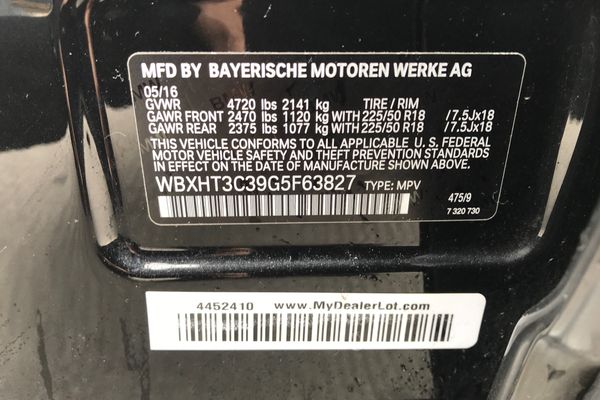 MFD BY BAYERISCHE MOTOREN WERKE AG
05/16
GVWR 4720 lbs 2141 kg TIRE / RIM
GAWR FRONT 2470 lbs 1120 kg WITH 225/50 R18 /7.5Jx18
GAWR REAR 2375 lbs 1077 kg WITH 225/50 R18 /7.5Jx18
THIS VEHICLE CONFORMS TO ALL APPLICABLE U. S. FEDERAL
MOTOR VEHICLE SAFETY AND THEFT PREVENTION STANDARDS
IN EFFECT ON THE DATE OF MANUFACTURE SHOWN ABOVE.
WBXHT3C39G5F63827 TYPE: MPV
475/9
7 320 730
4452410 www.MyDealerLot.com